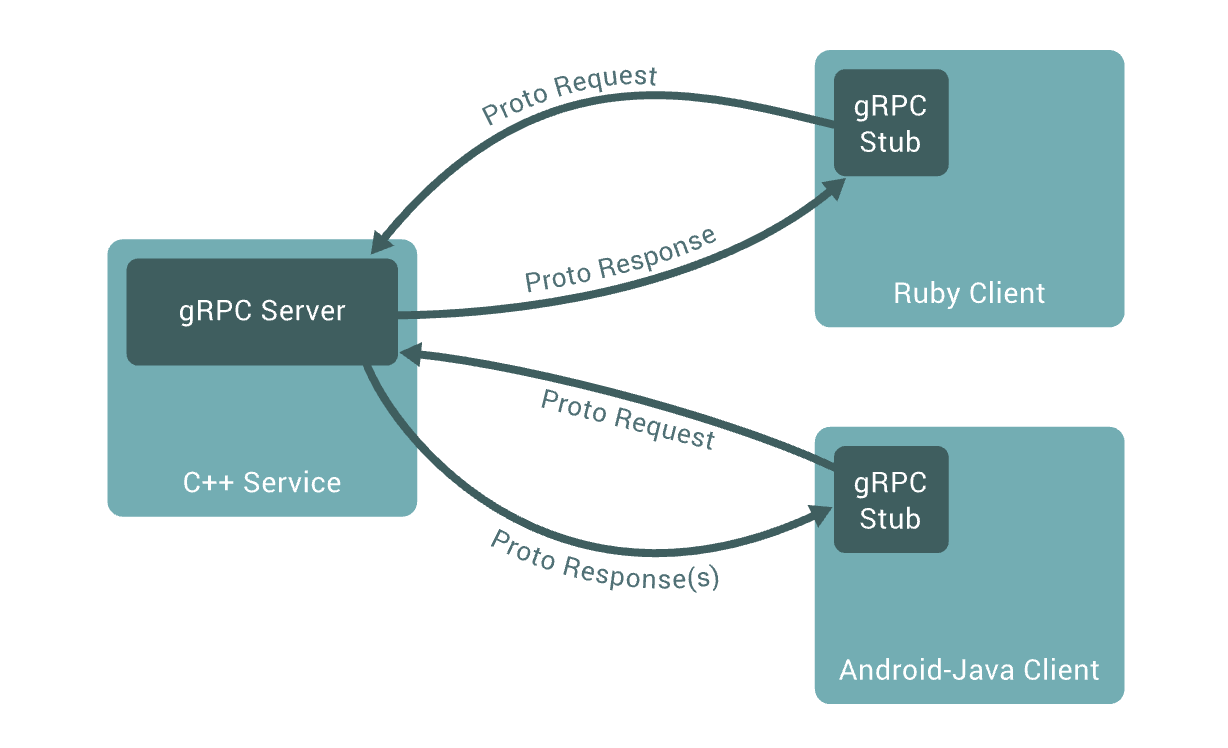 Proto Request
gRPC
Stub
Proto Response
Ruby Client
gRPC Server
C++ Service
Proto Request
gRPC
Stub
Proto Response(s)
Android-Java Client